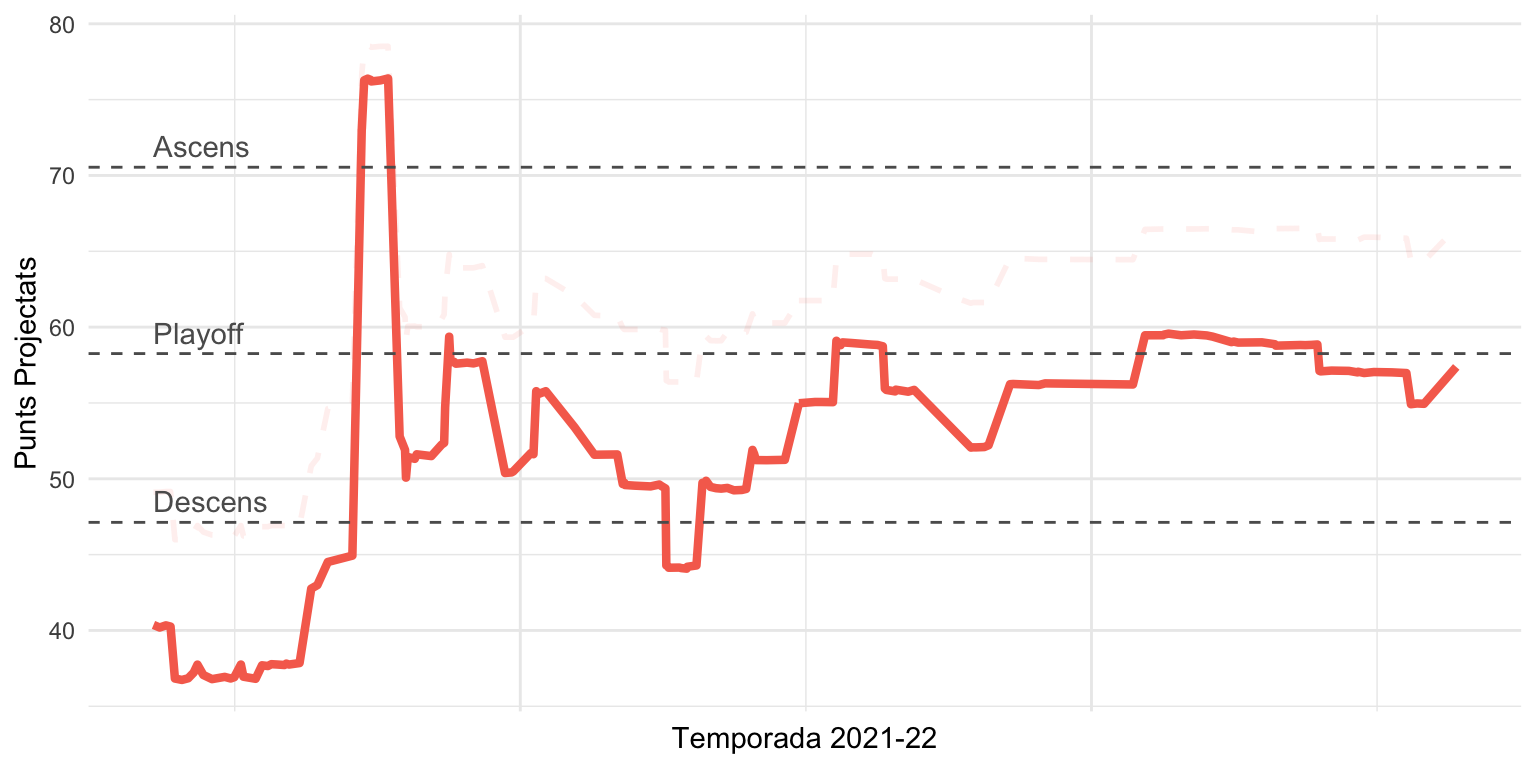 80
Ascens
70
Playoff
60
Descens
50
40
Punts Projectats
Temporada 2021-22